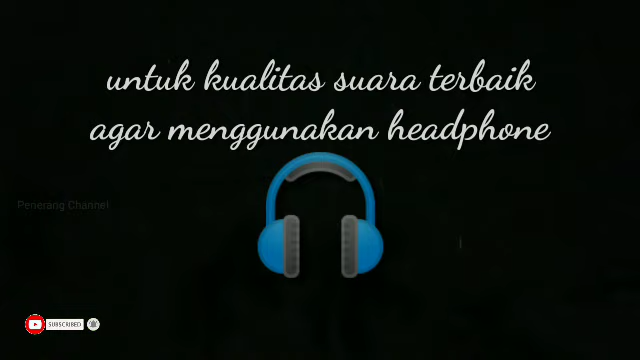 untuk kualitas suara terbaik
agar menggunakan headphone
Penerang Channel
SUBSCRIBED